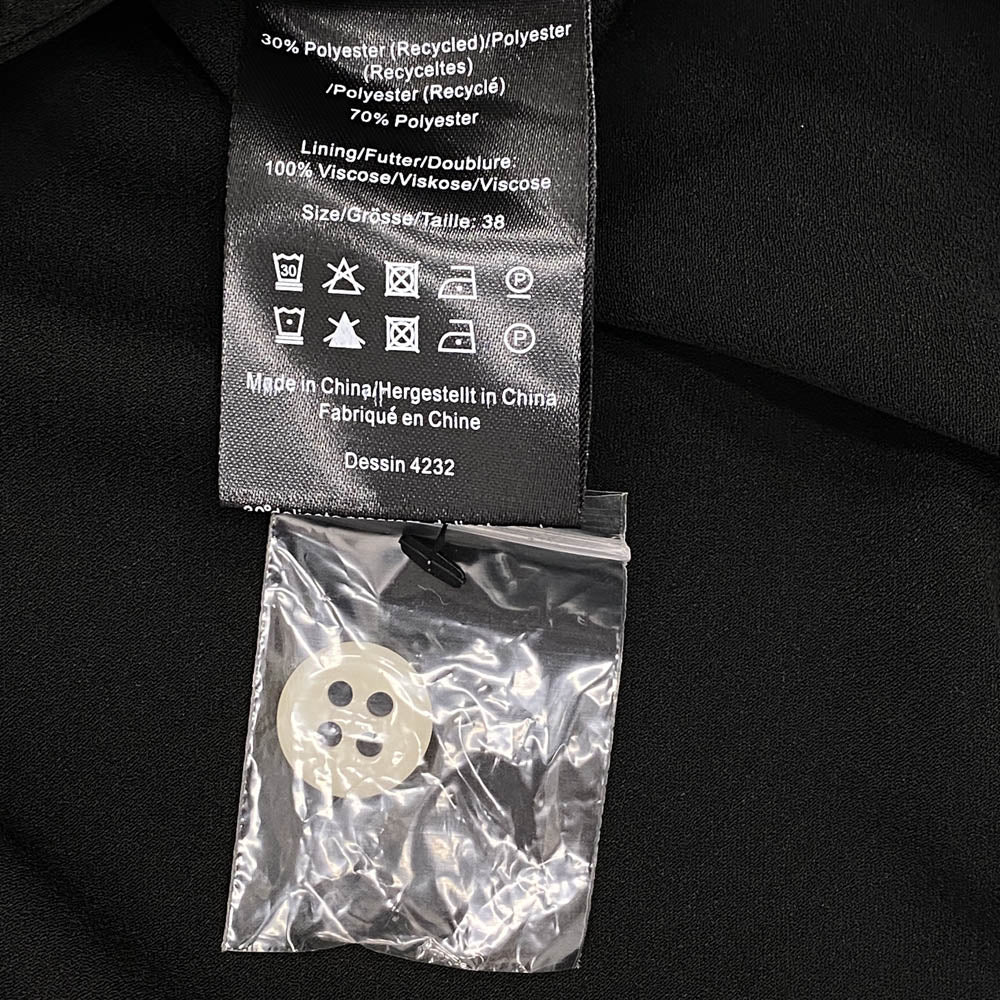 30% Polyester (Recycled)/Polyester
(Recyceltes)
/Polyester (Recyclé)
70% Polyester
Lining/Futter/Doublure:
100% Viscose/Viskose/Viscose
Size/Grösse/Taille: 38
30 P
P
Made in China/Hergestellt in China
Fabriqué en Chine
Dessin 4232